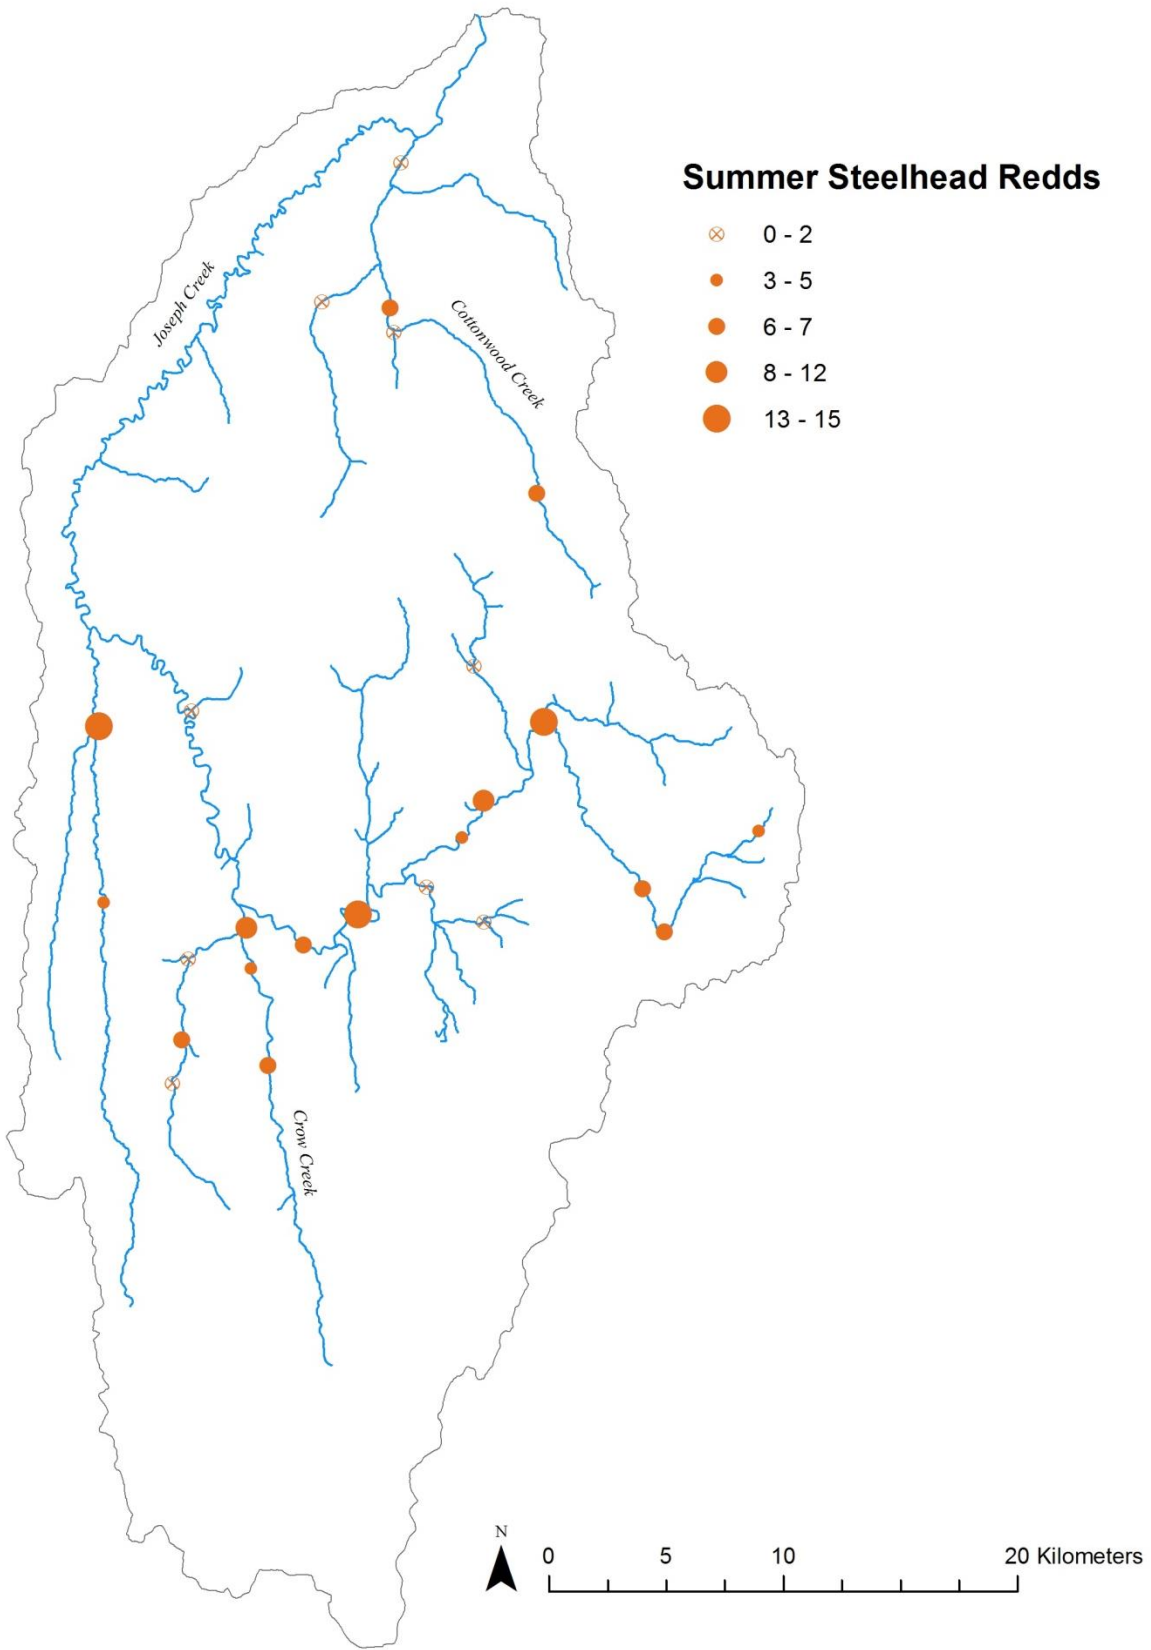 Summer Steelhead Redds
0 - 2
3 - 5
6 - 7
8 - 12
13 - 15
Joseph Creek
Cottonwood Creek
Crow Creek
N
0 5 10 20 Kilometers